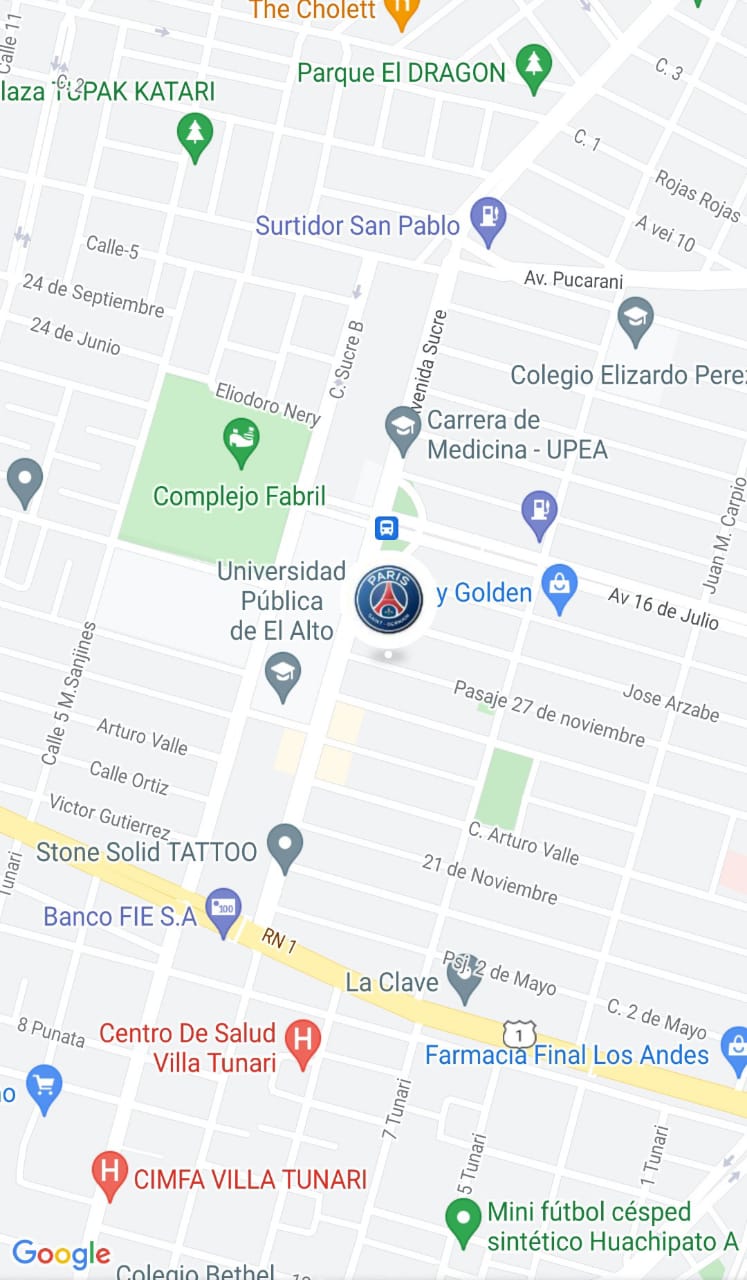 The Cholett
Calle 11
Parque El DRAGON
C. 3
C. 2
laza TUPAK KATARI
C. 1
Rojas Rojas
Surtidor San Pablo
A vei 10
Calle-5
Av. Pucarani
24 de Septiembre
24 de Junio
C. Sucre B
venida Sucre
Colegio Elizardo Perez
Eliodoro Nery
Carrera de
Medicina - UPEA
Complejo Fabril
Juan M. Carpio
Universidad
Pública
de El Alto
PARIS
SAINT-GERMAIN
y Golden
Av 16 de Julio
Calle 5 M.Sanjines
Pasaje 27 de noviembre
Jose Arzabe
Arturo Valle
Calle Ortiz
Victor Gutierrez
C. Arturo Valle
Stone Solid TATTOO
21 de Noviembre
Tunari
Banco FIE S.A
100
RN 1
Psj. 2 de Mayo
La Clave
C. 2 de Mayo
8 Punata
Centro De Salud
Villa Tunari
H
1
Farmacia Final Los Andes
o
7 Tunari
5 Tunari
1 Tunari
H
CIMFA VILLA TUNARI
Mini fútbol césped
sintético Huachipato A
Google
Colegio Bethel